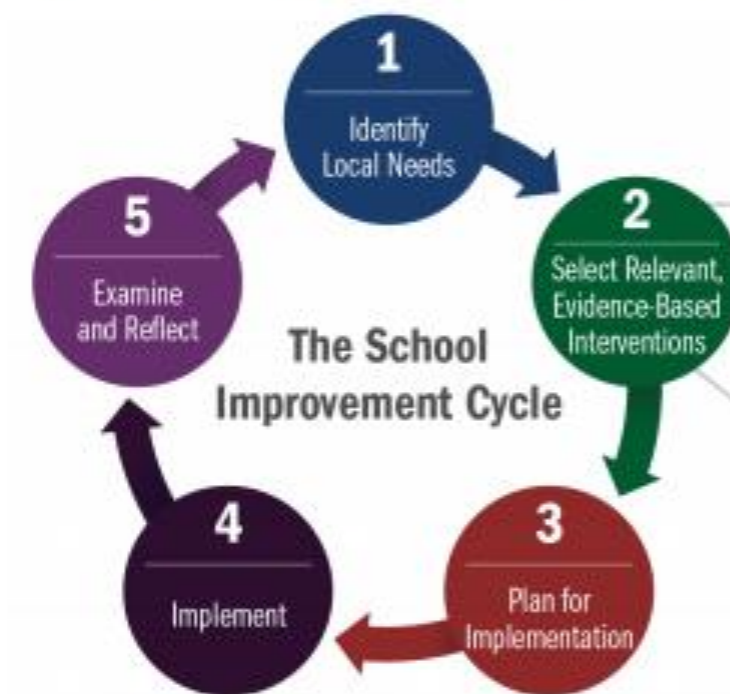 1
Identify
Local Needs
2
Select Relevant,
Evidence-Based
Interventions
3
Plan for
Implementation
4
Implement
5
Examine
and Reflect
The School
Improvement Cycle